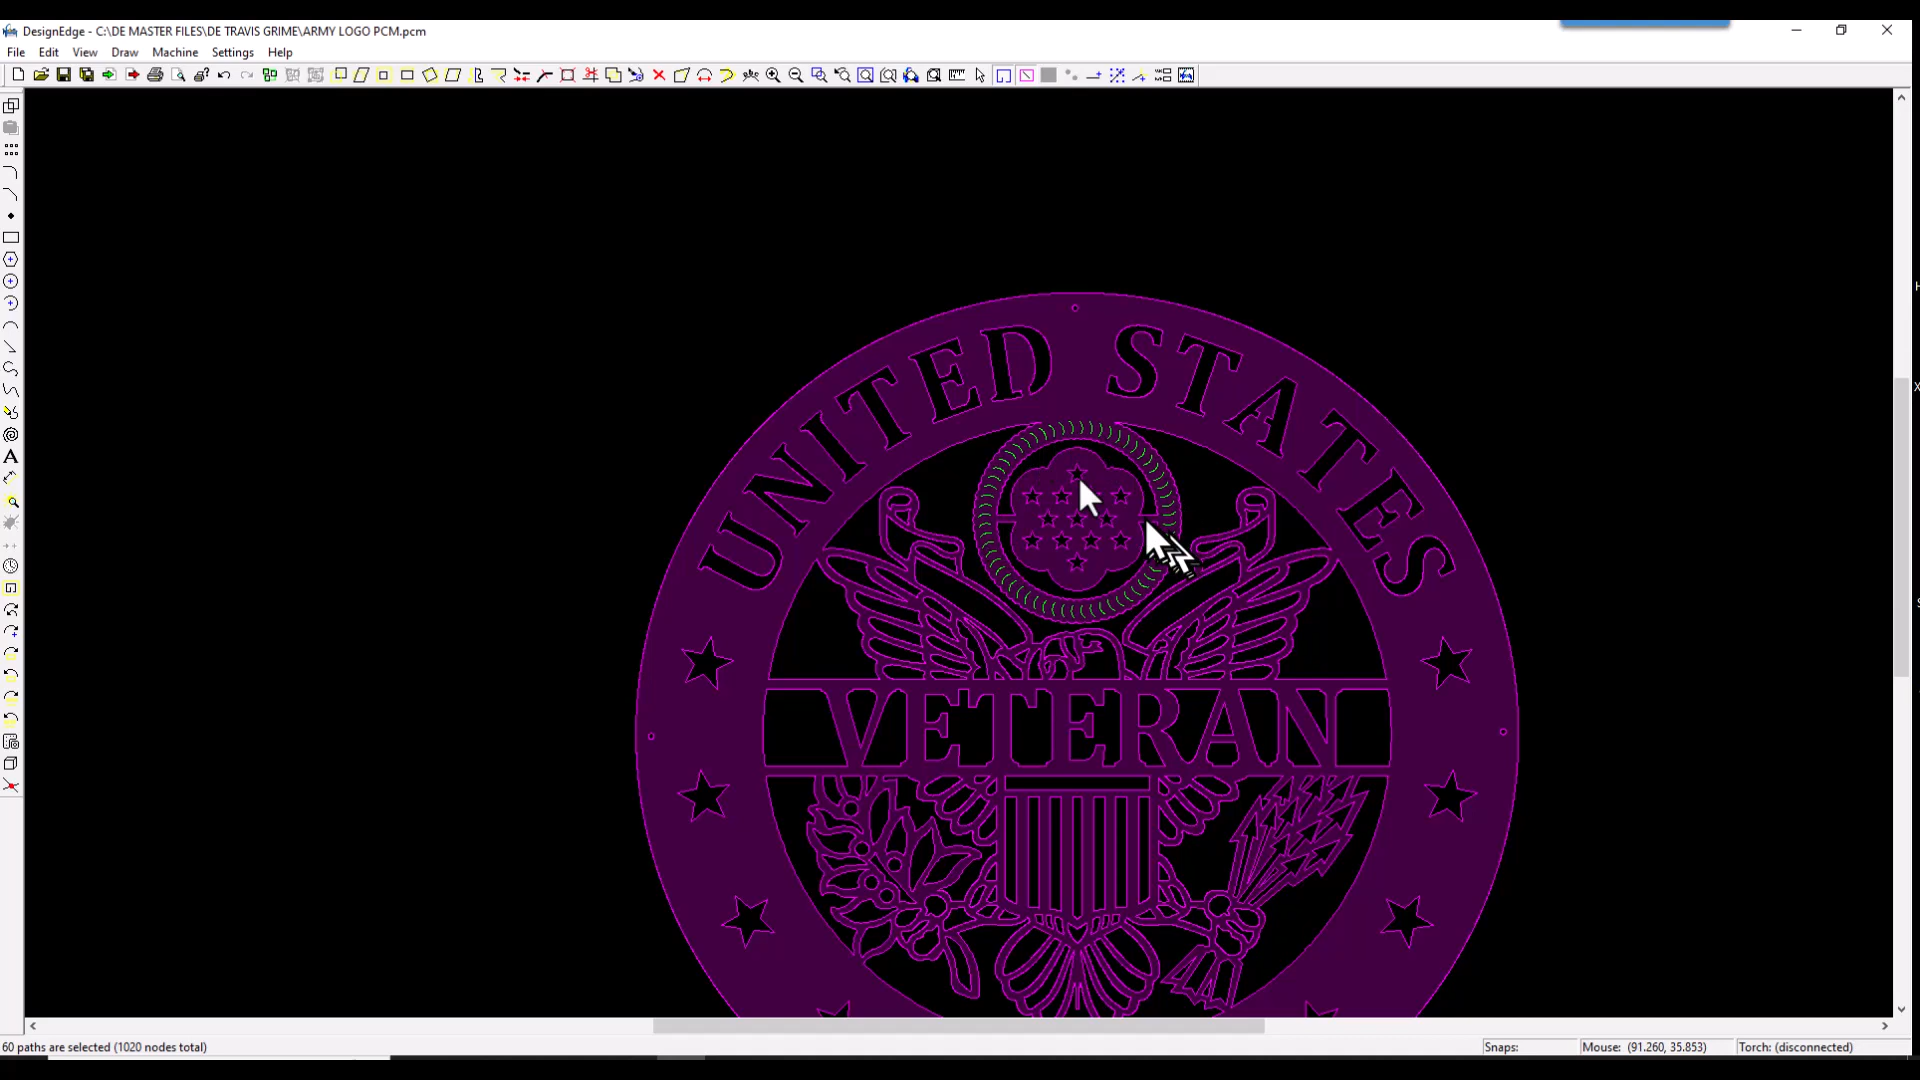 DesignEdge - C:\DE MASTER FILES\DE TRAVIS GRIME\ARMY LOGO PCM.pcm
File Edit View Draw Machine Settings Help
UNITED STATES
VETERAN
60 paths are selected (1020 nodes total)
Snaps: Mouse: (91.260, 35.853) Torch: (disconnected)